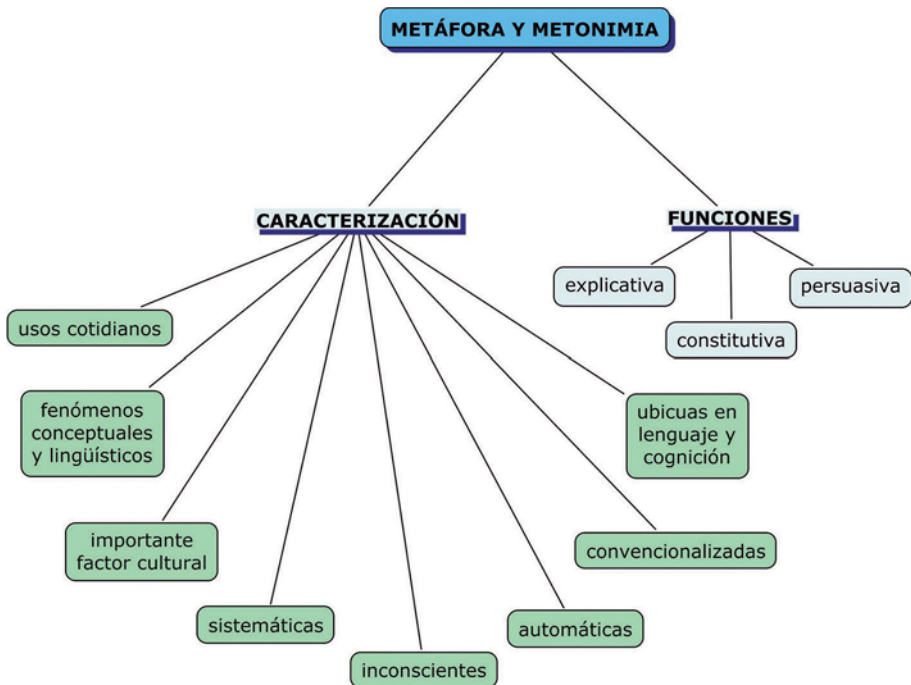 METÁFORA Y METONIMIA
CARACTERIZACIÓN
FUNCIONES
explicativa
persuasiva
constitutiva
usos cotidianos
fenómenos
conceptuales
y lingüísticos
ubicuas en
lenguaje y
cognición
importante
factor cultural
convencionalizadas
sistemáticas
automáticas
inconscientes